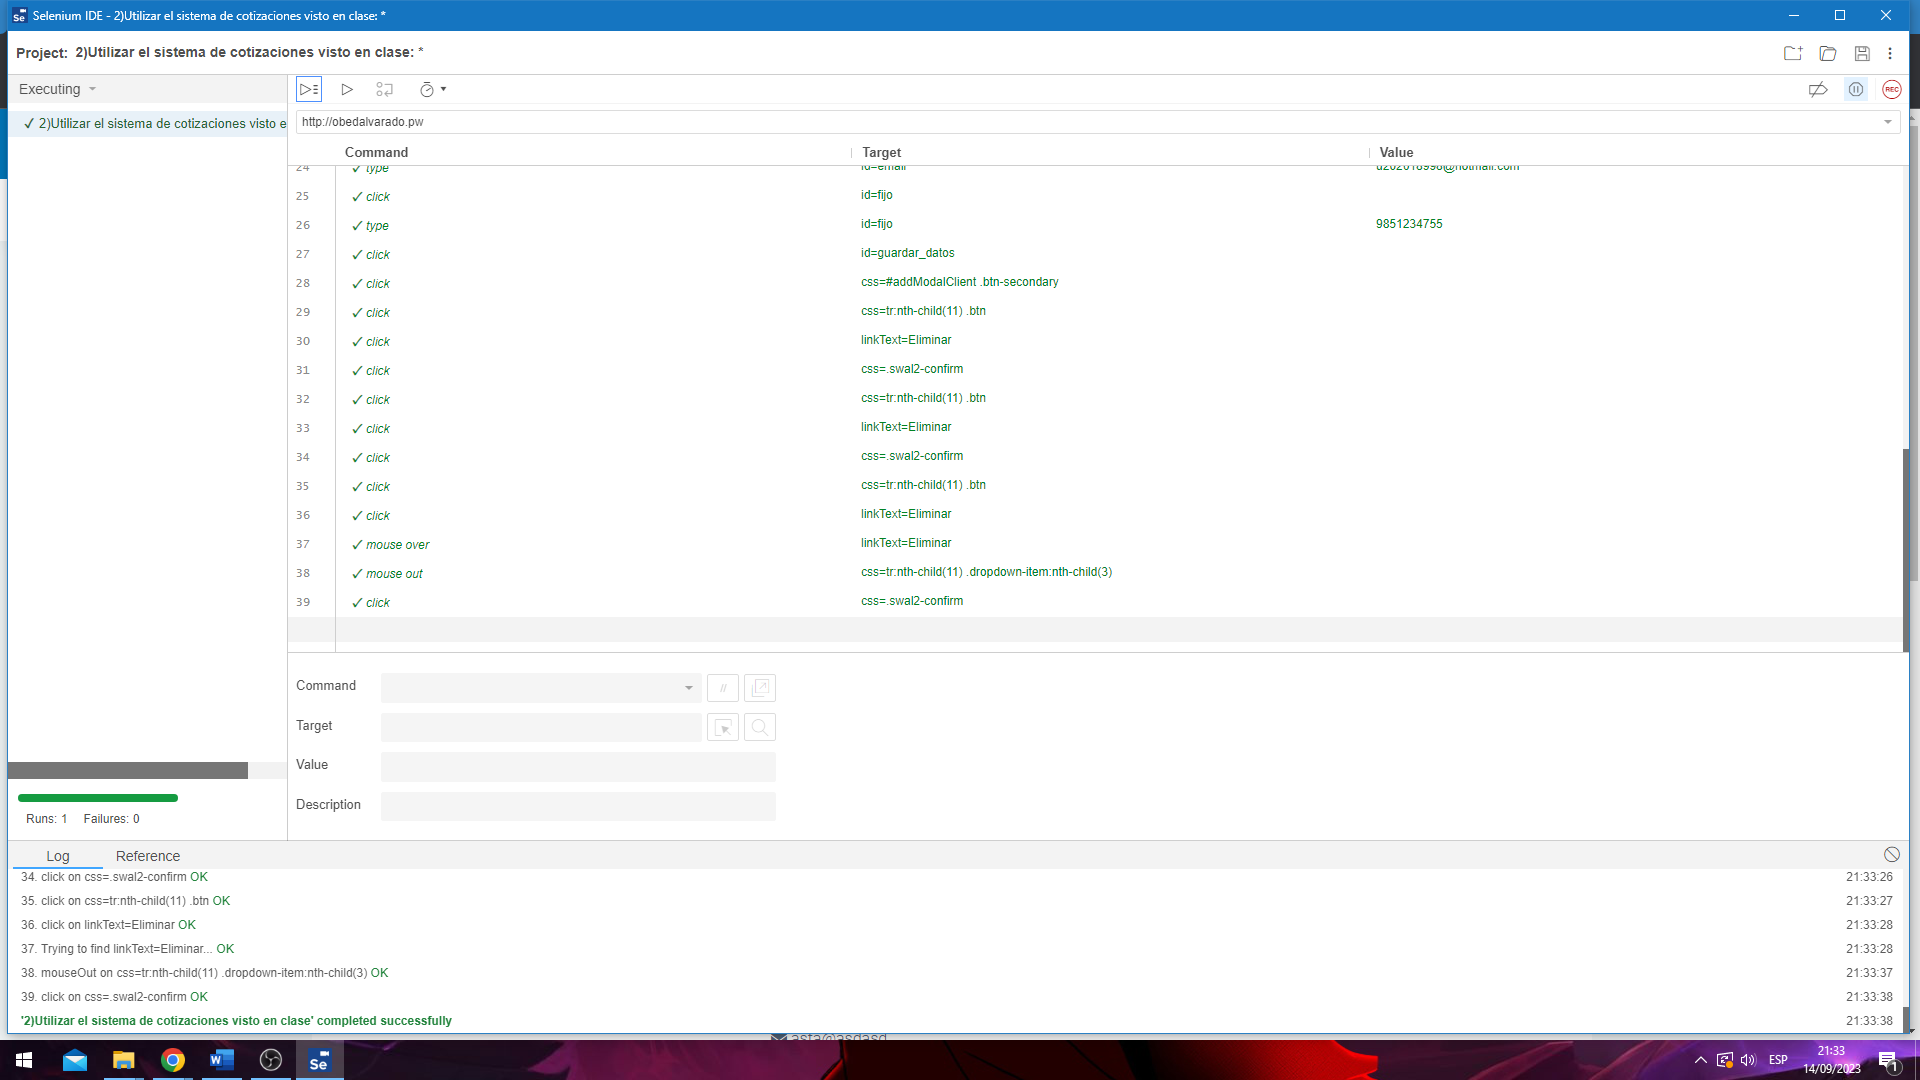 Selenium IDE - 2)Utilizar el sistema de cotizaciones visto en clase: *
Project: 2)Utilizar el sistema de cotizaciones visto en clase: *
Executing
✓ 2)Utilizar el sistema de cotizaciones visto e
REC
http://obedalvarado.pw
Command Target Value
24 ✓ type id=email u202018996@hotmail.com
25 ✓ click id=fijo
26 ✓ type id=fijo 9851234755
27 ✓ click id=guardar_datos
28 ✓ click css=#addModalClient .btn-secondary
29 ✓ click css=tr:nth-child(11) .btn
30 ✓ click linkText=Eliminar
31 ✓ click css=.swal2-confirm
32 ✓ click css=tr:nth-child(11) .btn
33 ✓ click linkText=Eliminar
34 ✓ click css=.swal2-confirm
35 ✓ click css=tr:nth-child(11) .btn
36 ✓ click linkText=Eliminar
37 ✓ mouse over linkText=Eliminar
38 ✓ mouse out css=tr:nth-child(11) .dropdown-item:nth-child(3)
39 ✓ click css=.swal2-confirm
Command //
Target
Value
Description
Runs: 1 Failures: 0
Log Reference
34. click on css=.swal2-confirm OK 21:33:26
35. click on css=tr:nth-child(11) .btn OK 21:33:27
36. click on linkText=Eliminar OK 21:33:28
37. Trying to find linkText=Eliminar... OK 21:33:28
38. mouseOut on css=tr:nth-child(11) .dropdown-item:nth-child(3) OK 21:33:37
39. click on css=.swal2-confirm OK 21:33:38
'2)Utilizar el sistema de cotizaciones visto en clase' completed successfully 21:33:38
asfa@asdasd
Se
ESP
21:33
14/09/2023
1